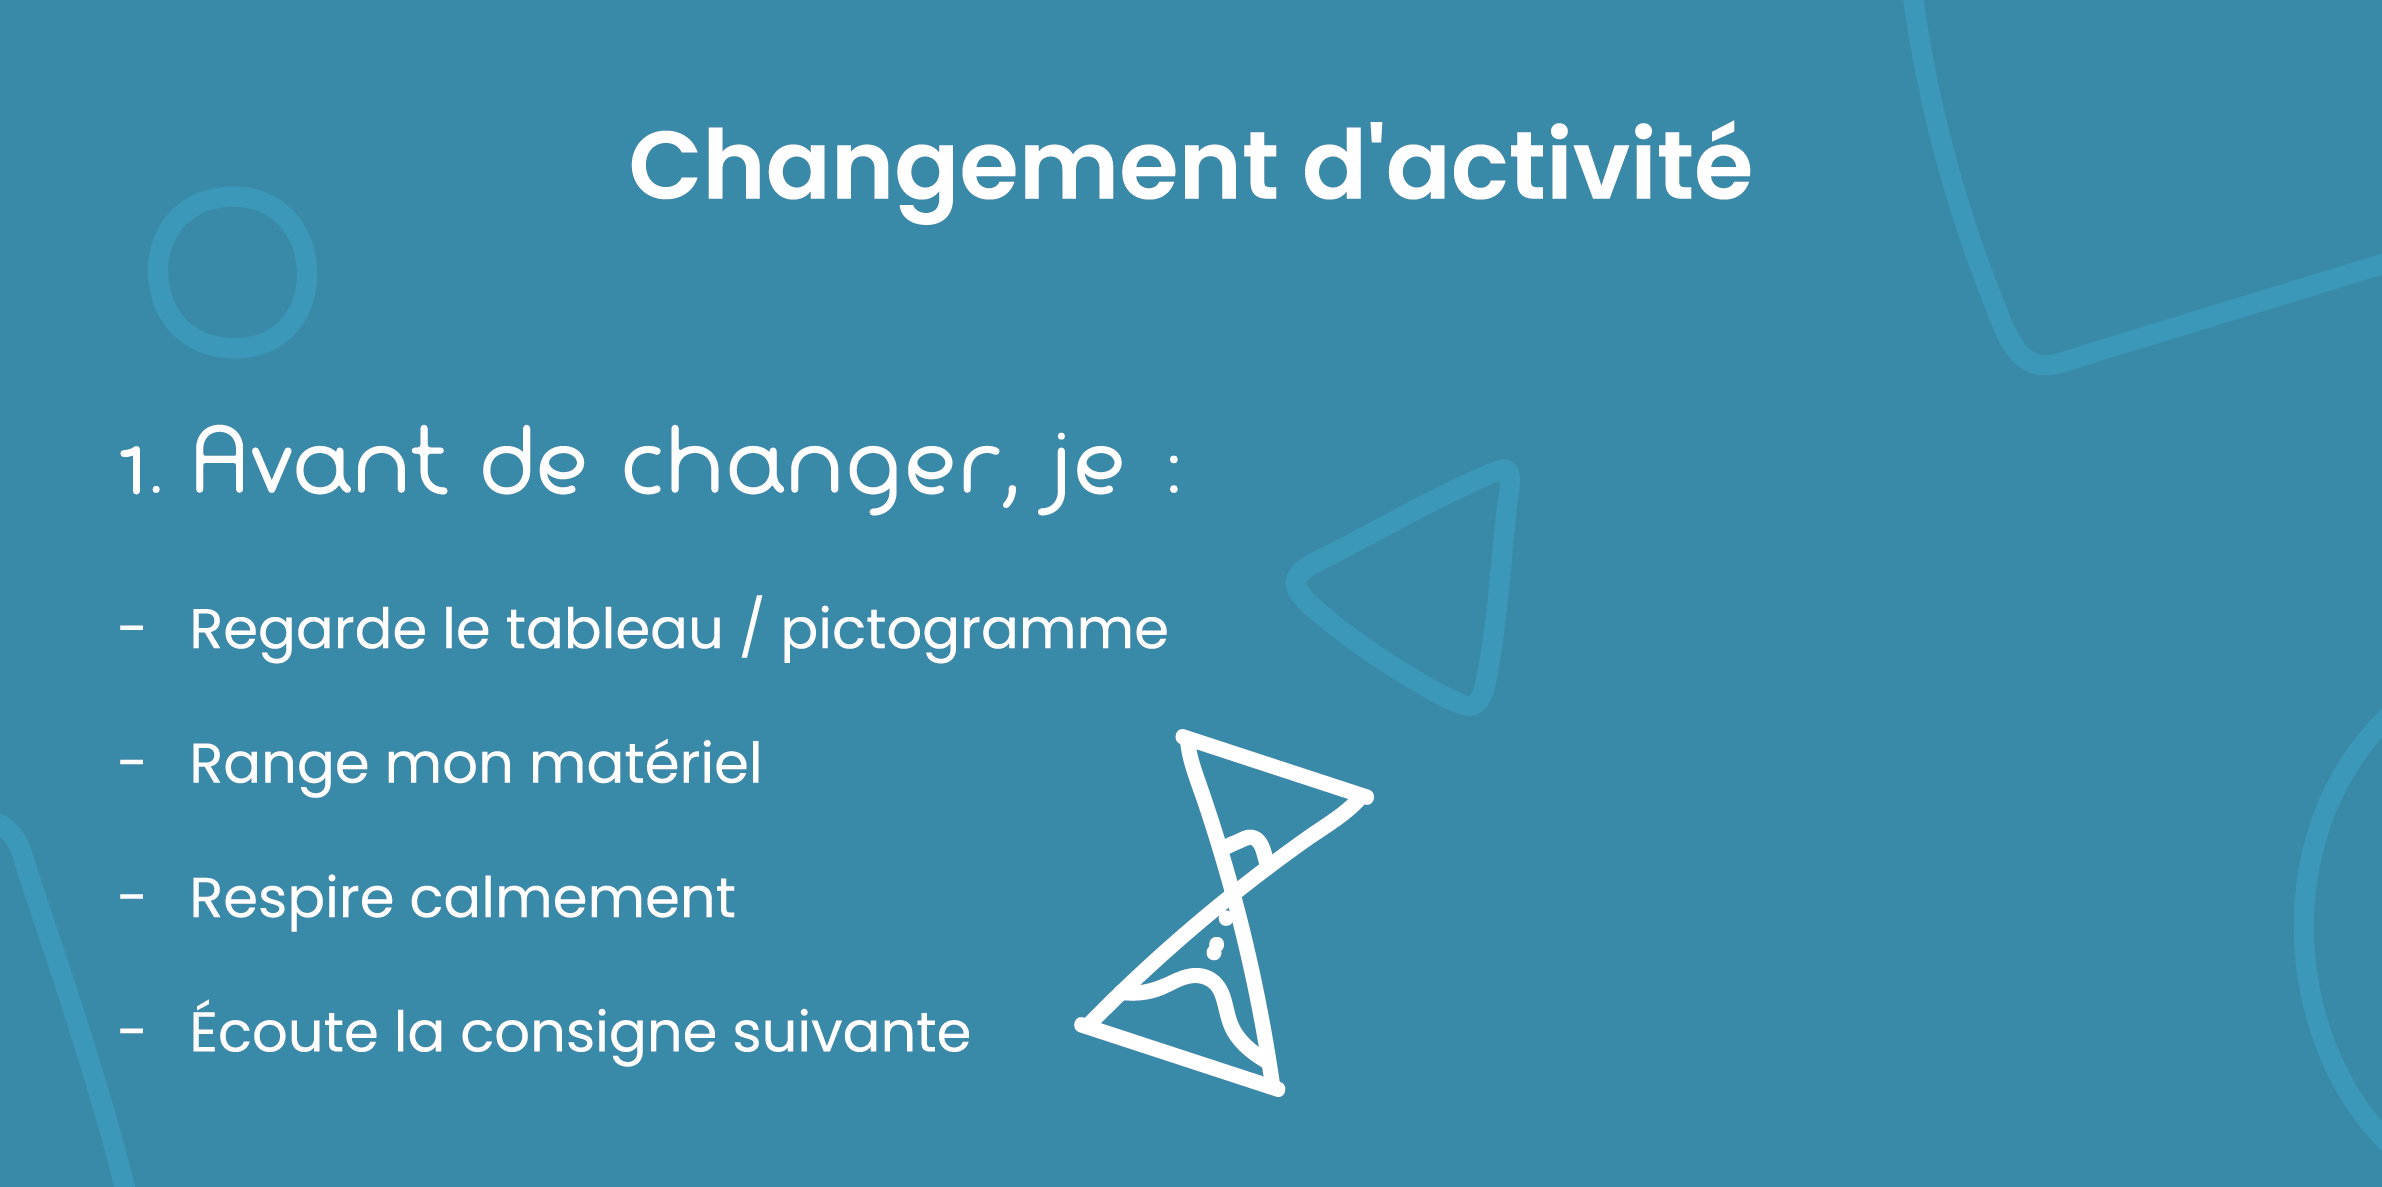 Changement d'activité
1. Avant de changer, je :
- Regarde le tableau / pictogramme
- Range mon matériel
- Respire calmement
- Écoute la consigne suivante